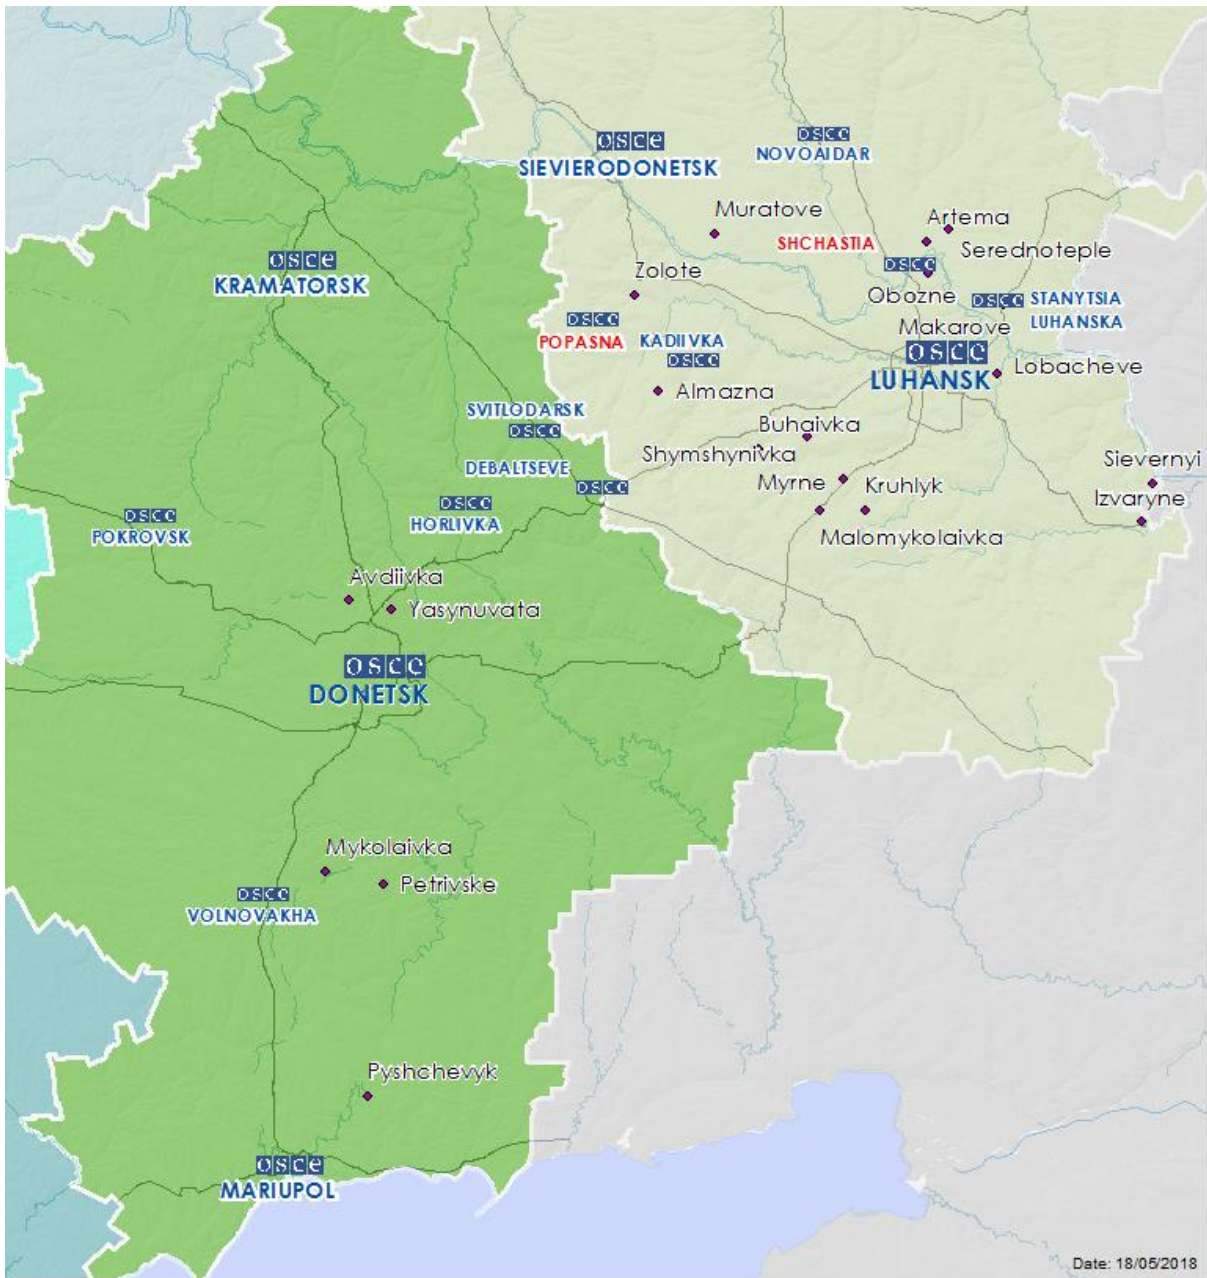 OSCE
SIEVIERODONETSK
OSCE
NOVOAIDAR
Muratove
Artema
SHCHASTIA
Serednoteple
OSCE
KRAMATORSK
Zolote
OSCE
Obozne
OSCE
STANYTSIA
LUHANSKA
OSCE
POPASNA
KADIIVKA
OSCE
Makarove
OSCE
LUHANSK
Lobacheve
Almazna
SVITLODARSK
OSCE
Buhaivka
Shymshynivka
DEBALTSEVE
OSCE
Myrne
Kruhlyk
Sievernyi
Izvaryne
OSCE
HORLIVKA
OSCE
POKROVSK
Malomykolaivka
Avdiivka
Yasynuvata
OSCE
DONETSK
Mykolaivka
Petrivske
OSCE
VOLNOVAKHA
Pyshchevyk
OSCE
MARIUPOL
Date: 18/05/2018